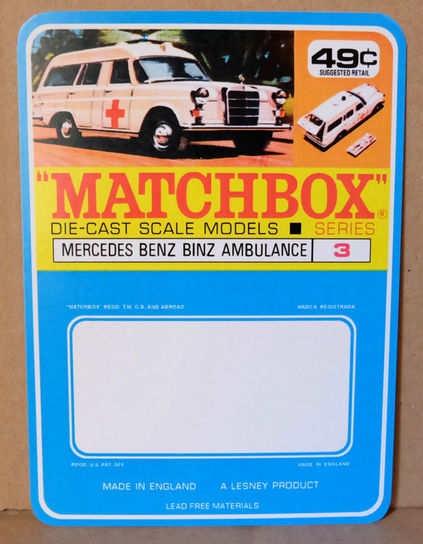 49¢
SUGGESTED RETAIL
"MATCHBOX"®
DIE-CAST SCALE MODELS ■ SERIES
MERCEDES BENZ BINZ AMBULANCE 3
"MATCHBOX" REGD. T.M. G.B. AND ABROAD MARCA REGISTRADA
REGD. U.S. PAT. OFF. MADE IN ENGLAND
MADE IN ENGLAND A LESNEY PRODUCT
LEAD FREE MATERIALS